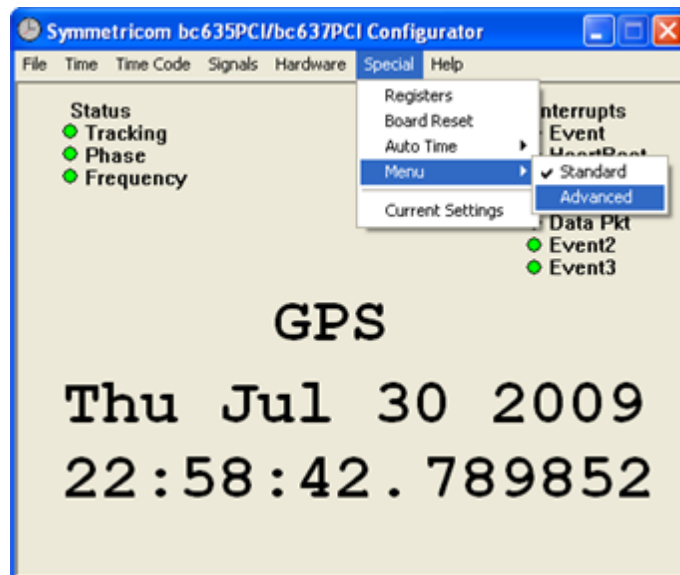 Symmetricom bc635PCI/bc637PCI Configurator
File Time Time Code Signals Hardware Special Help
Status
Tracking
Phase
Frequency
Registers
Board Reset
Auto Time
Menu
Current Settings
Standard
Advanced
nterrupts
Event
HeartBeat
Data Pkt
Event2
Event3
GPS
Thu Jul 30 2009
22:58:42.789852